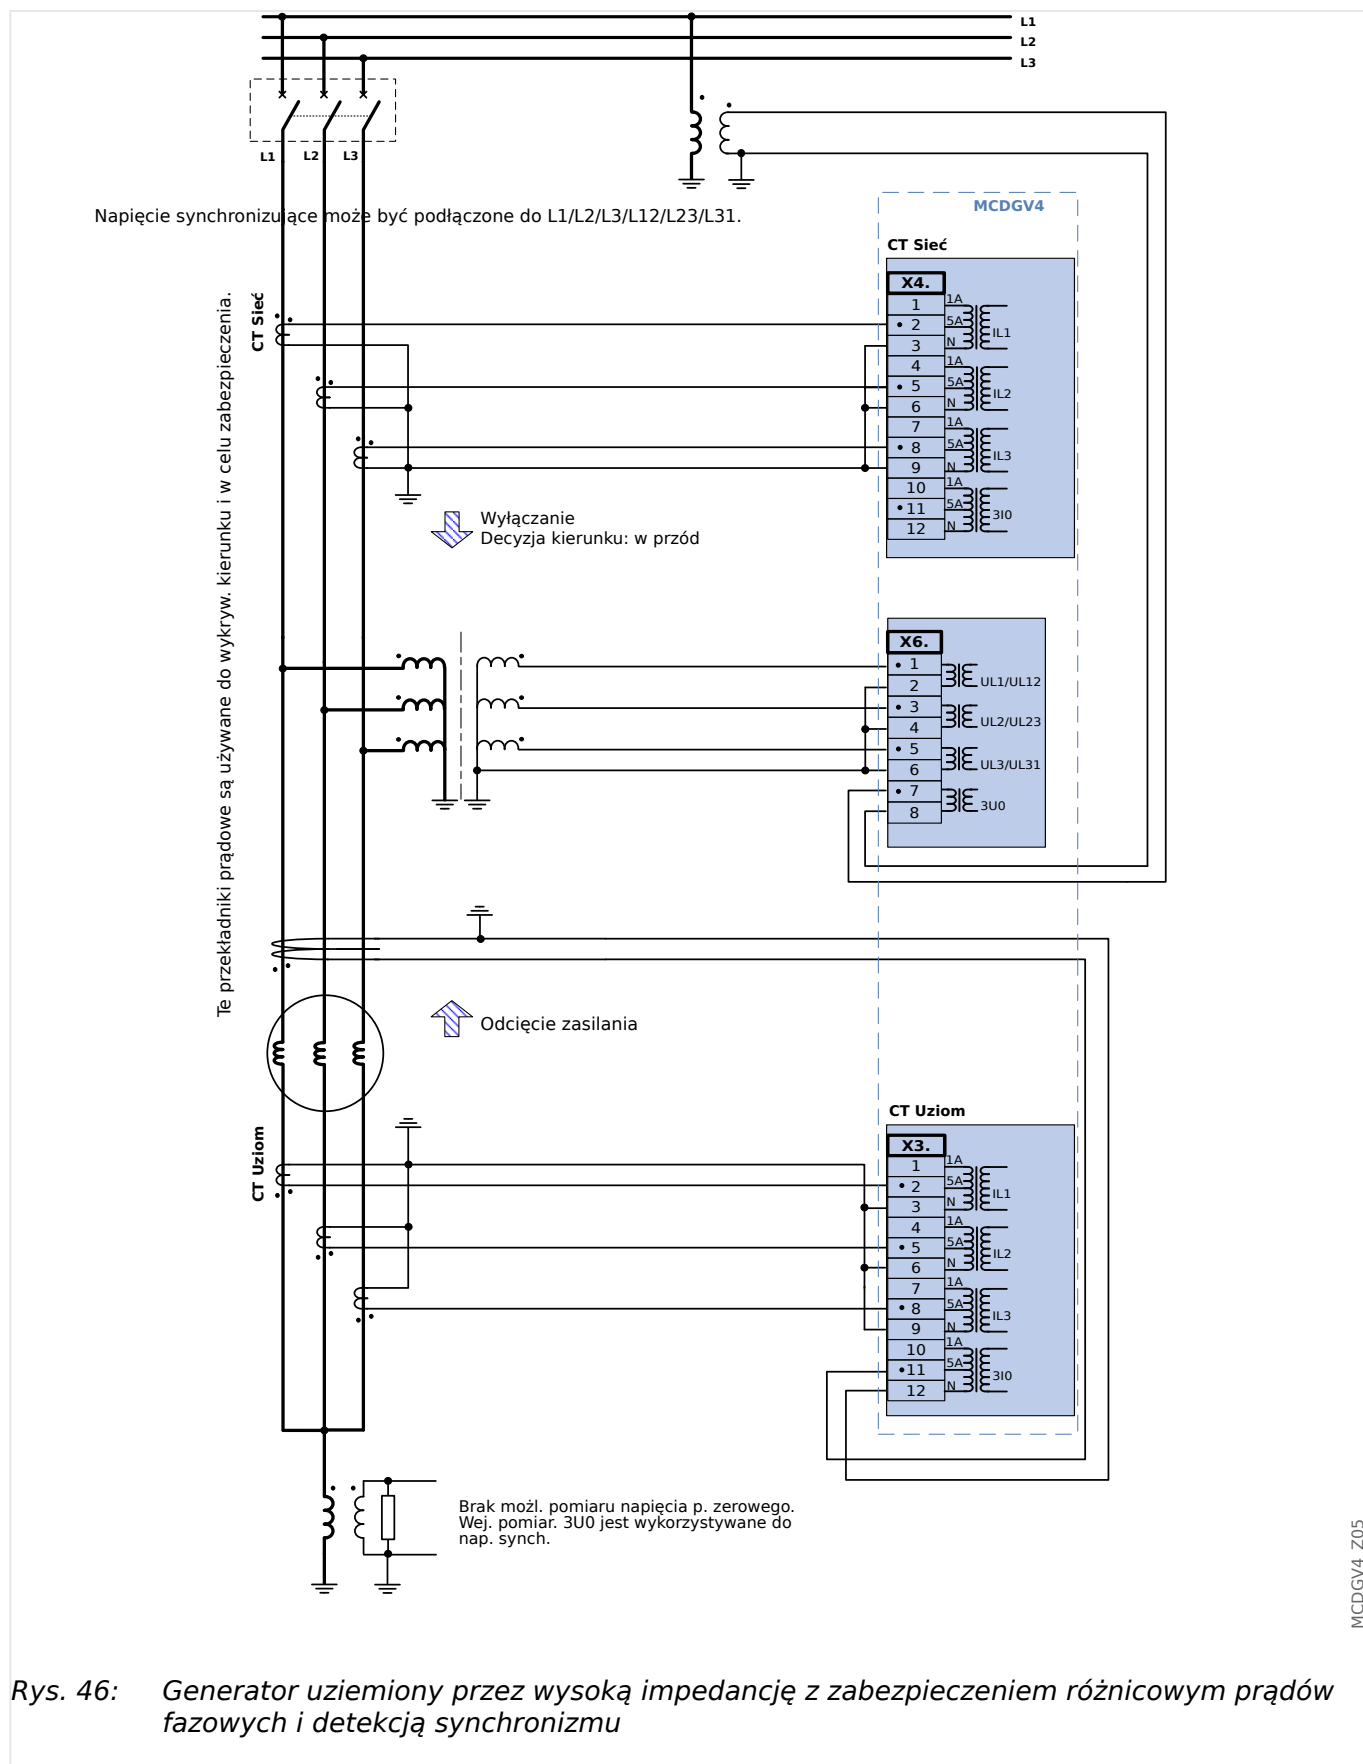 L1
L2
L3
L1 L2 L3
Napięcie synchronizujące może być podłączone do L1/L2/L3/L12/L23/L31.
MCDGV4
CT Sieć
X4.
1 1A
2 5A IL1
3 N
4 1A
5 5A IL2
6 N
7 1A
8 5A IL3
9 N
10 1A
11 5A 3I0
12 N
CT Sieć
Te przekładniki prądowe są używane do wykryw. kierunku i w celu zabezpieczenia.
Wyłączanie
Decyzja kierunku: w przód
X6.
1
2 UL1/UL12
3
4 UL2/UL23
5
6 UL3/UL31
7
8 3U0
Odcięcie zasilania
CT Uziom
CT Uziom
X3.
1 1A
2 5A IL1
3 N
4 1A
5 5A IL2
6 N
7 1A
8 5A IL3
9 N
10 1A
11 5A 3I0
12 N
Brak możl. pomiaru napięcia p. zerowego.
Wej. pomiar. 3U0 jest wykorzystywane do
nap. synch.
MCDGV4_Z05
Rys. 46: Generator uziemiony przez wysoką impedancję z zabezpieczeniem różnicowym prądów
fazowych i detekcją synchronizmu